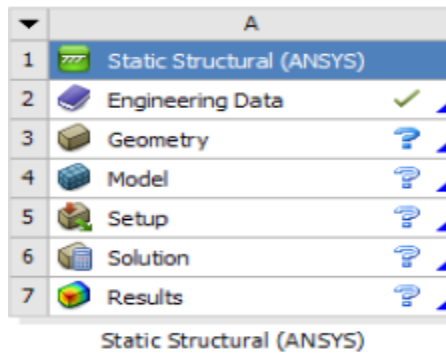 A
1 Static Structural (ANSYS)
2 Engineering Data
3 Geometry ?
4 Model ?
5 Setup ?
6 Solution ?
7 Results ?
Static Structural (ANSYS)